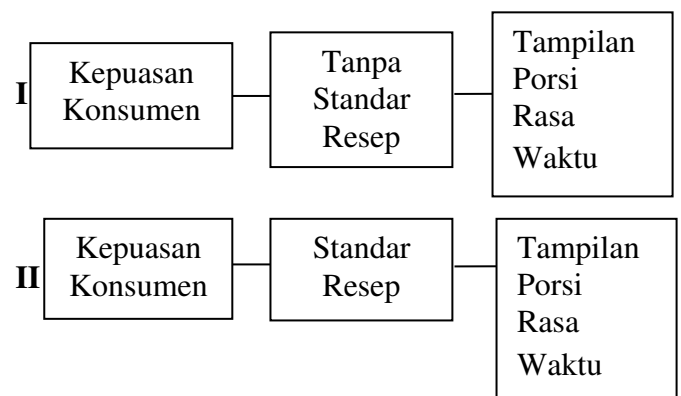 I
Kepuasan
Konsumen
Tanpa
Standar
Resep
Tampilan
Porsi
Rasa
Waktu
II
Kepuasan
Konsumen
Standar
Resep
Tampilan
Porsi
Rasa
Waktu